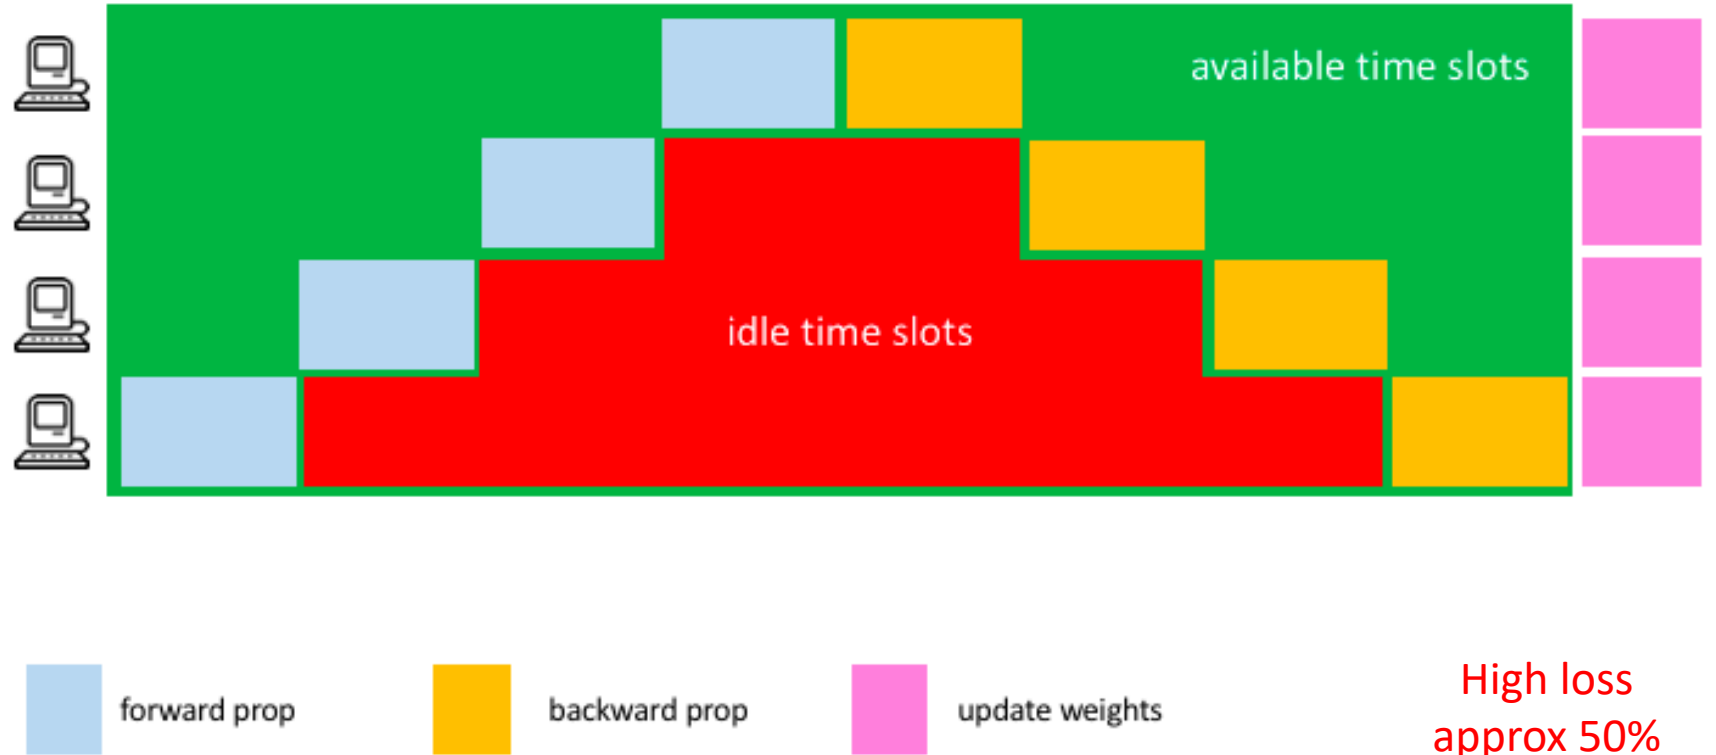 available time slots
idle time slots
forward prop
backward prop
update weights
High loss
approx 50%